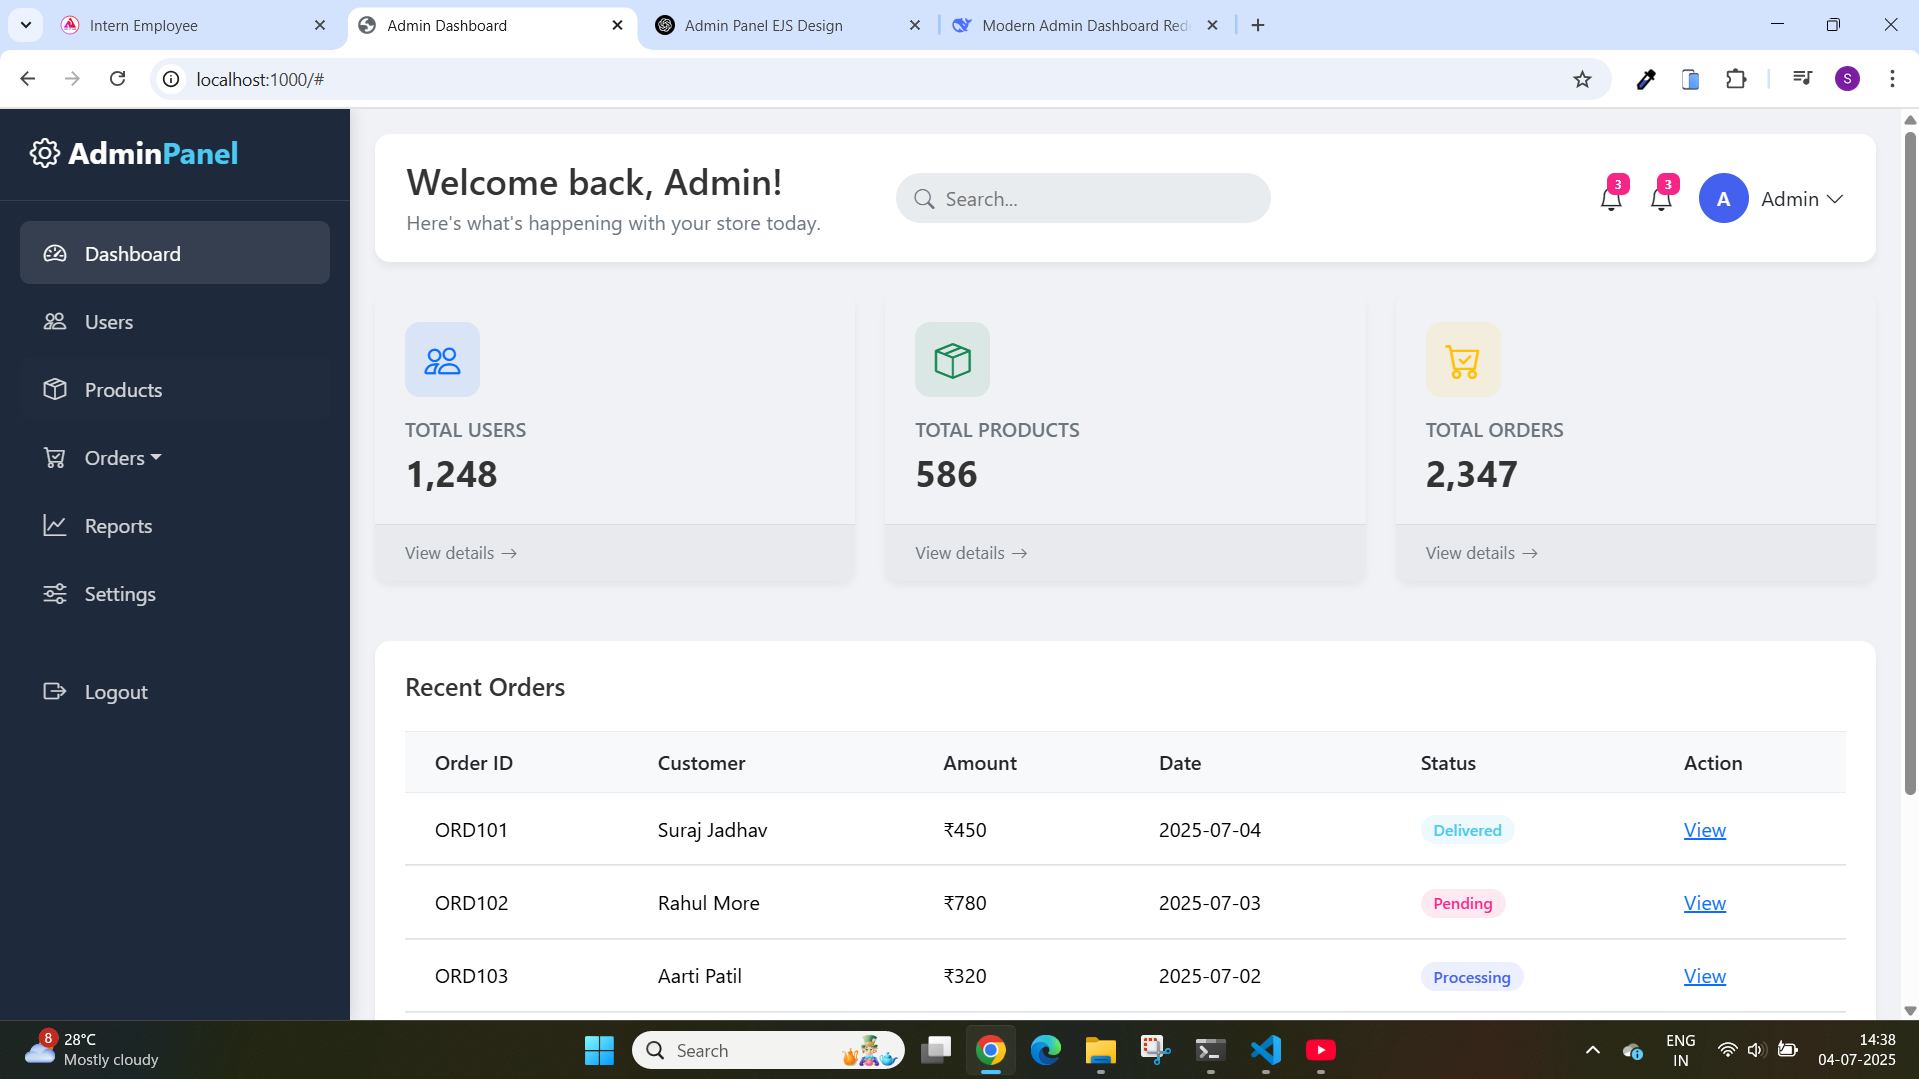 Intern Employee
Admin Dashboard
Admin Panel EJS Design
Modern Admin Dashboard Red
localhost:1000/#
S
AdminPanel
Dashboard
Users
Products
Orders
Reports
Settings
Logout
Welcome back, Admin!
Here's what's happening with your store today.
Search...
3
3
A
Admin
TOTAL USERS
1,248
View details →
TOTAL PRODUCTS
586
View details →
TOTAL ORDERS
2,347
View details →
Recent Orders
Order ID Customer Amount Date Status Action
ORD101 Suraj Jadhav ₹450 2025-07-04 Delivered View
ORD102 Rahul More ₹780 2025-07-03 Pending View
ORD103 Aarti Patil ₹320 2025-07-02 Processing View
8
28°C
Mostly cloudy
Search
ENG
IN
14:38
04-07-2025